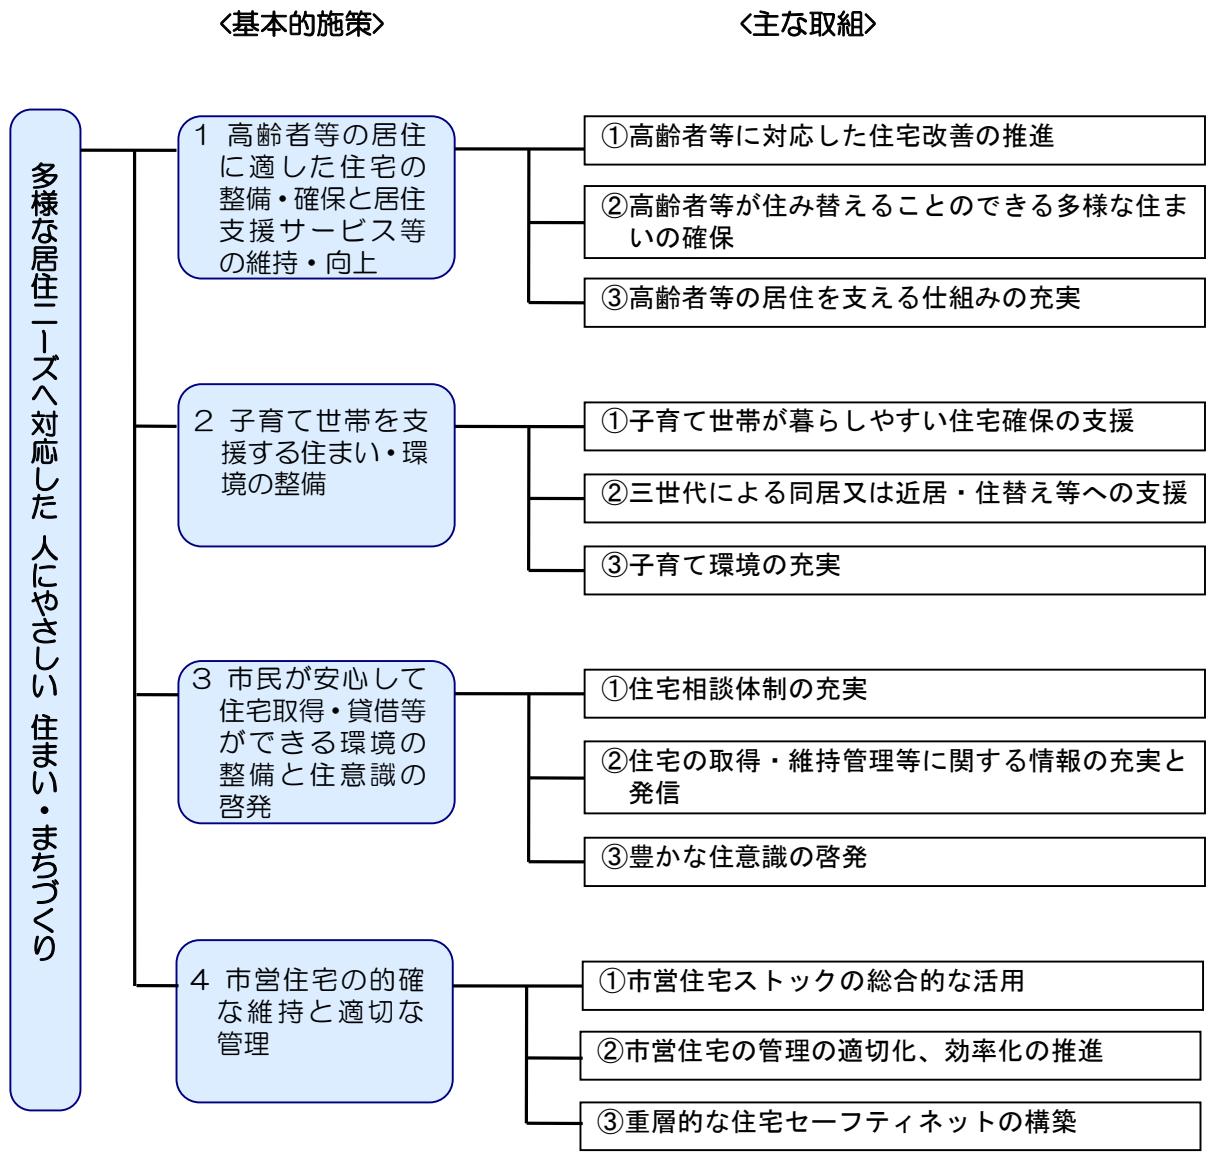 <基本的施策>
<主な取組>
多様な居住ニーズへ対応した 人にやさしい 住まい・まちづくり
1 高齢者等の居住
に適した住宅の
整備・確保と居住
支援サービス等
の維持・向上
①高齢者等に対応した住宅改善の推進
②高齢者等が住み替えることのできる多様な住ま
いの確保
③高齢者等の居住を支える仕組みの充実
2 子育て世帯を支
援する住まい・環
境の整備
①子育て世帯が暮らしやすい住宅確保の支援
②三世代による同居又は近居・住替え等への支援
③子育て環境の充実
3 市民が安心して
住宅取得・貸借等
ができる環境の
整備と住意識の
啓発
①住宅相談体制の充実
②住宅の取得・維持管理等に関する情報の充実と
発信
③豊かな住意識の啓発
4 市営住宅の的確
な維持と適切な
管理
①市営住宅ストックの総合的な活用
②市営住宅の管理の適切化、効率化の推進
③重層的な住宅セーフティネットの構築